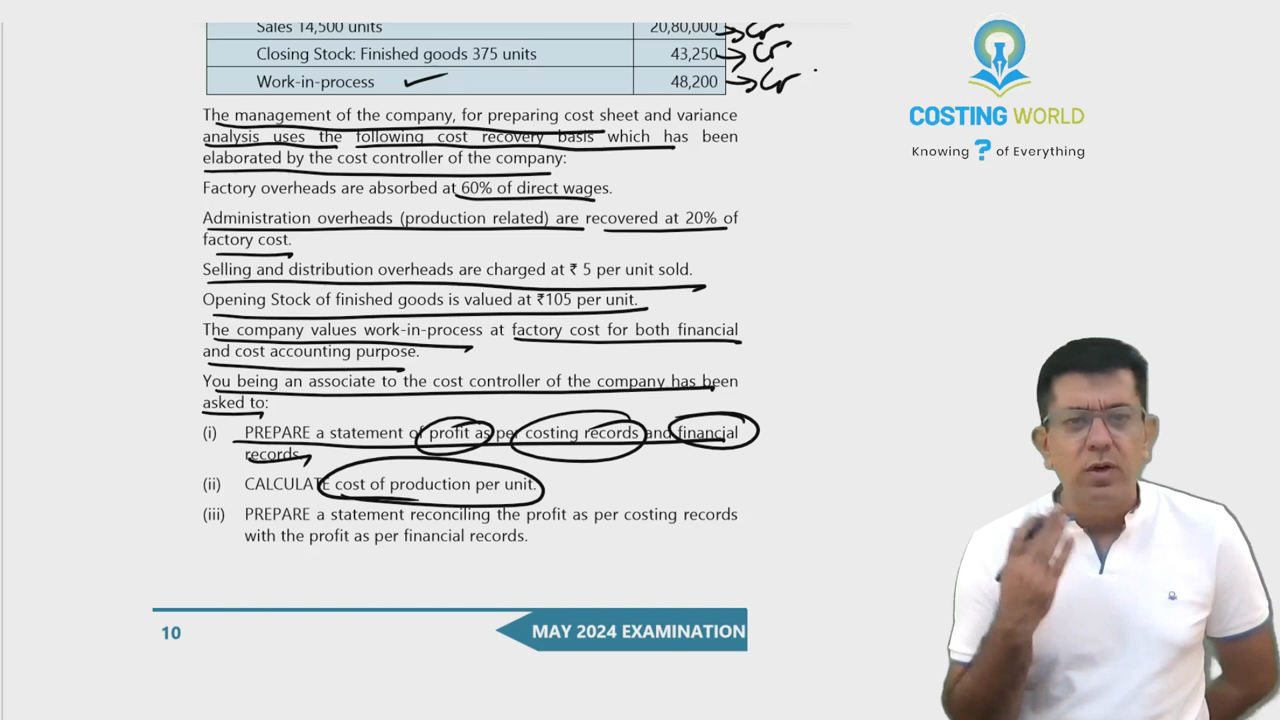 Sales 14,500 units 20,80,000 Cr
Closing Stock: Finished goods 375 units 43,250 Cr
Work-in-process 48,200 Cr
The management of the company, for preparing cost sheet and variance
analysis uses the following cost recovery basis which has been
elaborated by the cost controller of the company:
Factory overheads are absorbed at 60% of direct wages.
Administration overheads (production related) are recovered at 20% of
factory cost.
Selling and distribution overheads are charged at ₹ 5 per unit sold.
Opening Stock of finished goods is valued at ₹105 per unit.
The company values work-in-process at factory cost for both financial
and cost accounting purpose.
You being an associate to the cost controller of the company has been
asked to:
(i) PREPARE a statement of profit as per costing records and financial
records.
(ii) CALCULATE cost of production per unit.
(iii) PREPARE a statement reconciling the profit as per costing records
with the profit as per financial records.
10
MAY 2024 EXAMINATION
COSTING WORLD
Knowing ? of Everything